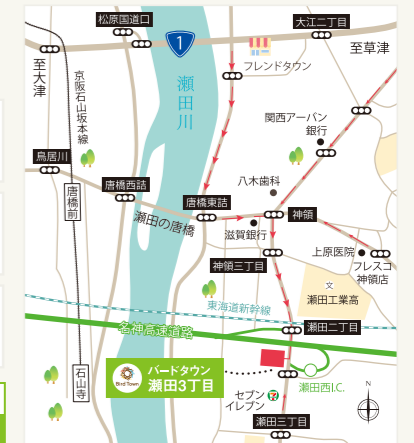 松原国道口
大江二丁目
1
至草津
フレンドタウン
至大津
京阪石山坂本線
瀬田川
関西アーバン
銀行
鳥居川
唐橋西詰
八木歯科
唐橋前
唐橋東詰
神領
瀬田の唐橋
滋賀銀行
上原医院
フレスコ
神領店
神領三丁目
文
瀬田工業高
東海道新幹線
名神高速道路
瀬田二丁目
石山寺
Bird Town
バードタウン
瀬田3丁目
瀬田西I.C.
セブン
イレブン
7
N
瀬田三丁目